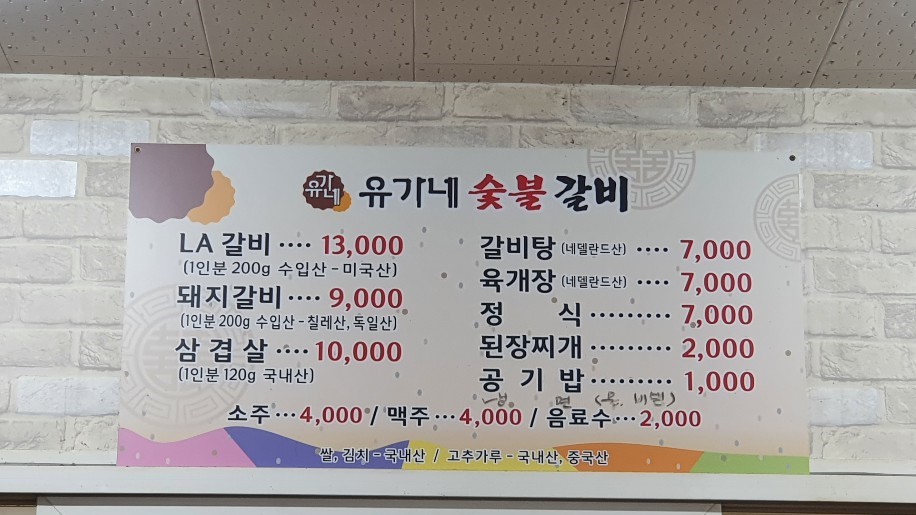 유가네
유가네 숯불 갈비
LA 갈비 ···· 13,000
(1인분 200g 수입산 - 미국산)
돼지갈비 ···· 9,000
(1인분 200g 수입산 - 칠레산, 독일산)
삼겹살 ···· 10,000
(1인분 120g 국내산)
갈비탕 (네델란드산) ···· 7,000
육개장 (네델란드산) ···· 7,000
정 식 ········· 7,000
된장찌개 ········· 2,000
공 기 밥 ········· 1,000
냉 면
소주 ··· 4,000 / 맥주 ··· 4,000 / 음료수 ··· 2,000
쌀, 김치 - 국내산 / 고추가루 - 국내산, 중국산